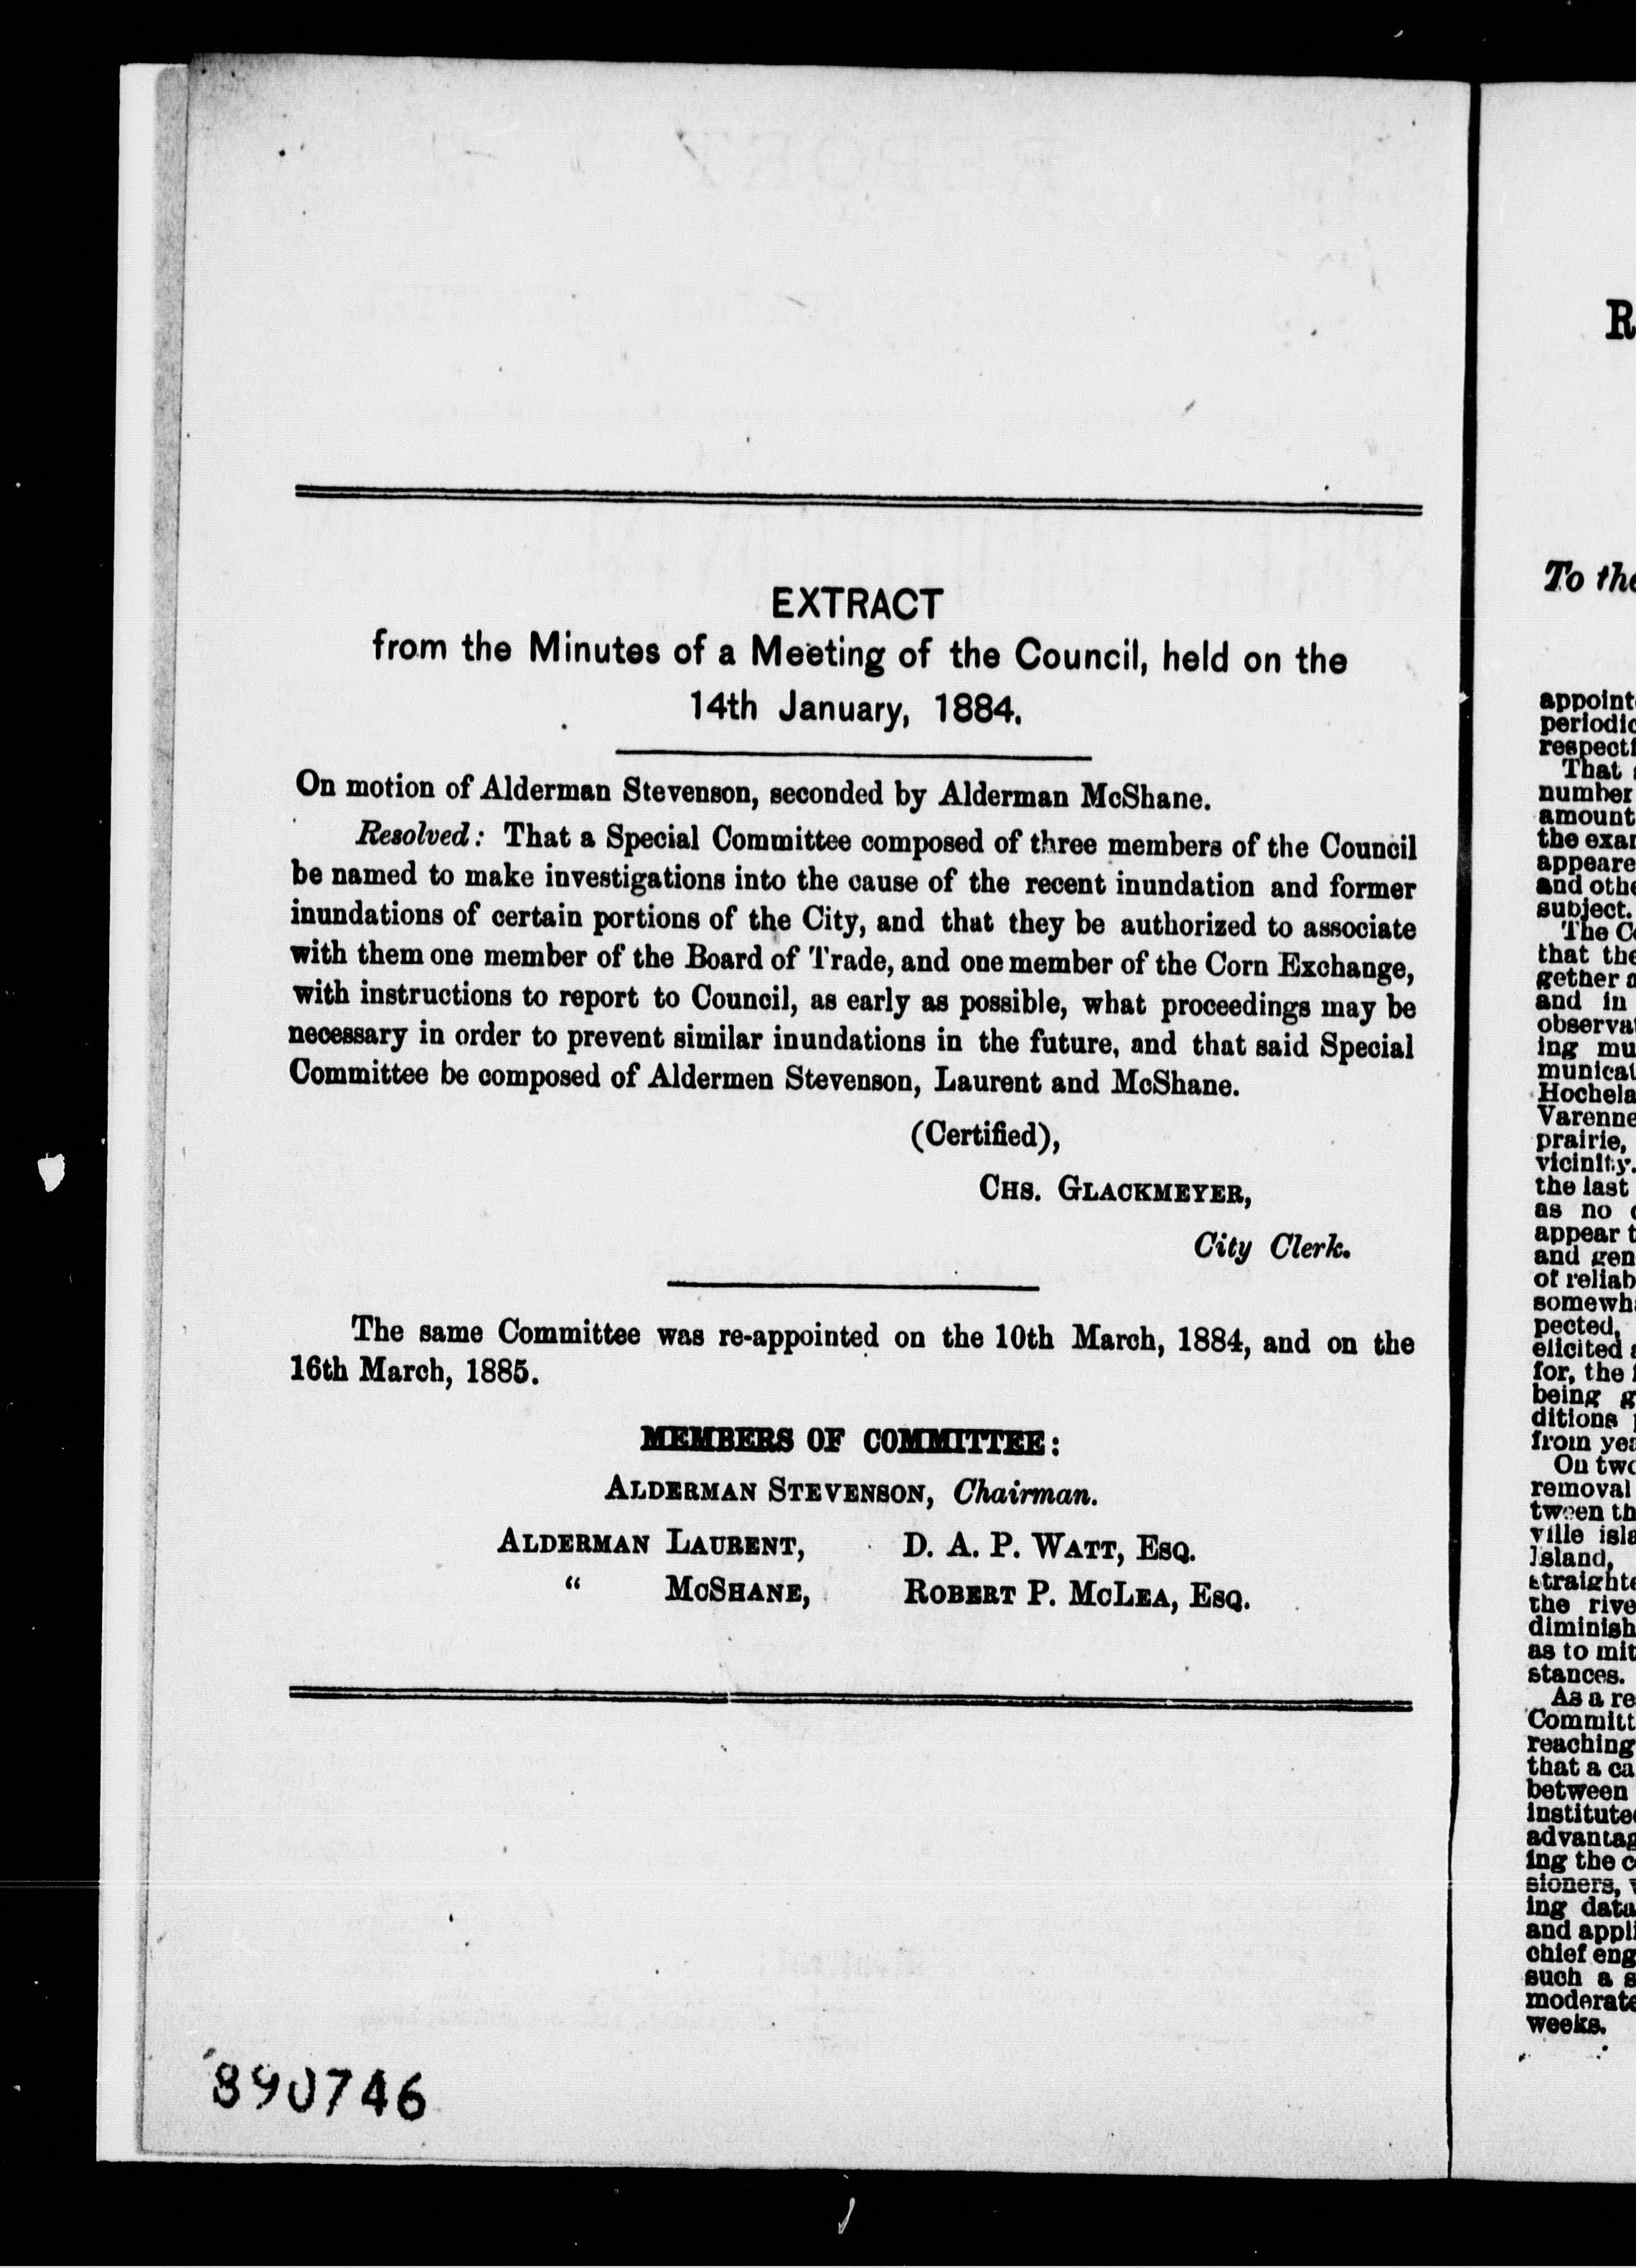 EXTRACT
from the Minutes of a Meeting of the Council, held on the
14th January, 1884.
On motion of Alderman Stevenson, seconded by Alderman McShane.
Resolved: That a Special Committee composed of three members of the Council
be named to make investigations into the cause of the recent inundation and former
inundations of certain portions of the City, and that they be authorized to associate
with them one member of the Board of Trade, and one member of the Corn Exchange,
with instructions to report to Council, as early as possible, what proceedings may be
necessary in order to prevent similar inundations in the future, and that said Special
Committee be composed of Aldermen Stevenson, Laurent and McShane.
(Certified),
CHS. GLACKMEYER,
City Clerk.
The same Committee was re-appointed on the 10th March, 1884, and on the
16th March, 1885.
MEMBERS OF COMMITTEE:
ALDERMAN STEVENSON, Chairman.
ALDERMAN LAURENT, D. A. P. WATT, ESQ.
" MCSHANE, ROBERT P. MCLEA, ESQ.
890746
R
To the
appoint
periodic
respectf
That
number
amount
the exar
appeare
and othe
subject.
The Co
that the
gether a
and in
observat
ing mu
municat
Hochela
Varenne
prairie,
vicinity.
the last
as no
appear t
and gen
of reliab
somewha
pected,
elicited
for, the
being g
ditions
from yea
On two
removal
tween th
ville isla
Island,
straighte
the rive
diminish
as to mit
stances.
As a re
Committ
reaching
that a ca
between
institute
advantag
ing the c
sioners,
ing data
and appli
chief eng
such a s
moderate
weeks.